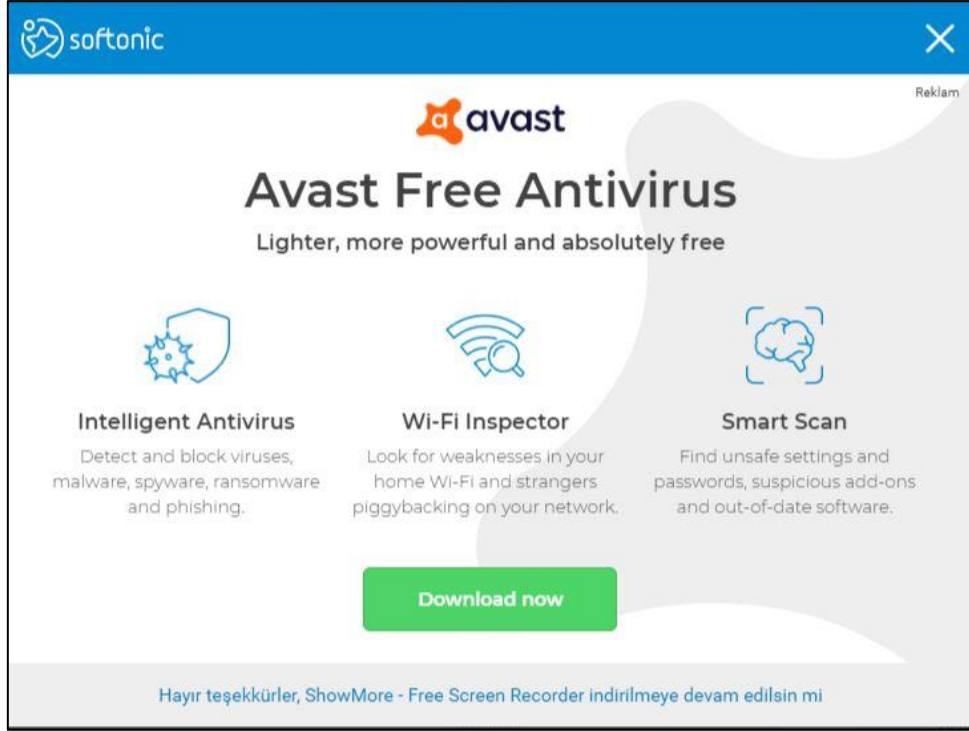 softonic
Reklam
avast
Avast Free Antivirus
Lighter, more powerful and absolutely free
Intelligent Antivirus
Detect and block viruses,
malware, spyware, ransomware
and phishing.
Wi-Fi Inspector
Look for weaknesses in your
home Wi-Fi and strangers
piggybacking on your network.
Smart Scan
Find unsafe settings and
passwords, suspicious add-ons
and out-of-date software.
Download now
Hayır teşekkürler, ShowMore - Free Screen Recorder indirilmeye devam edilsin mi